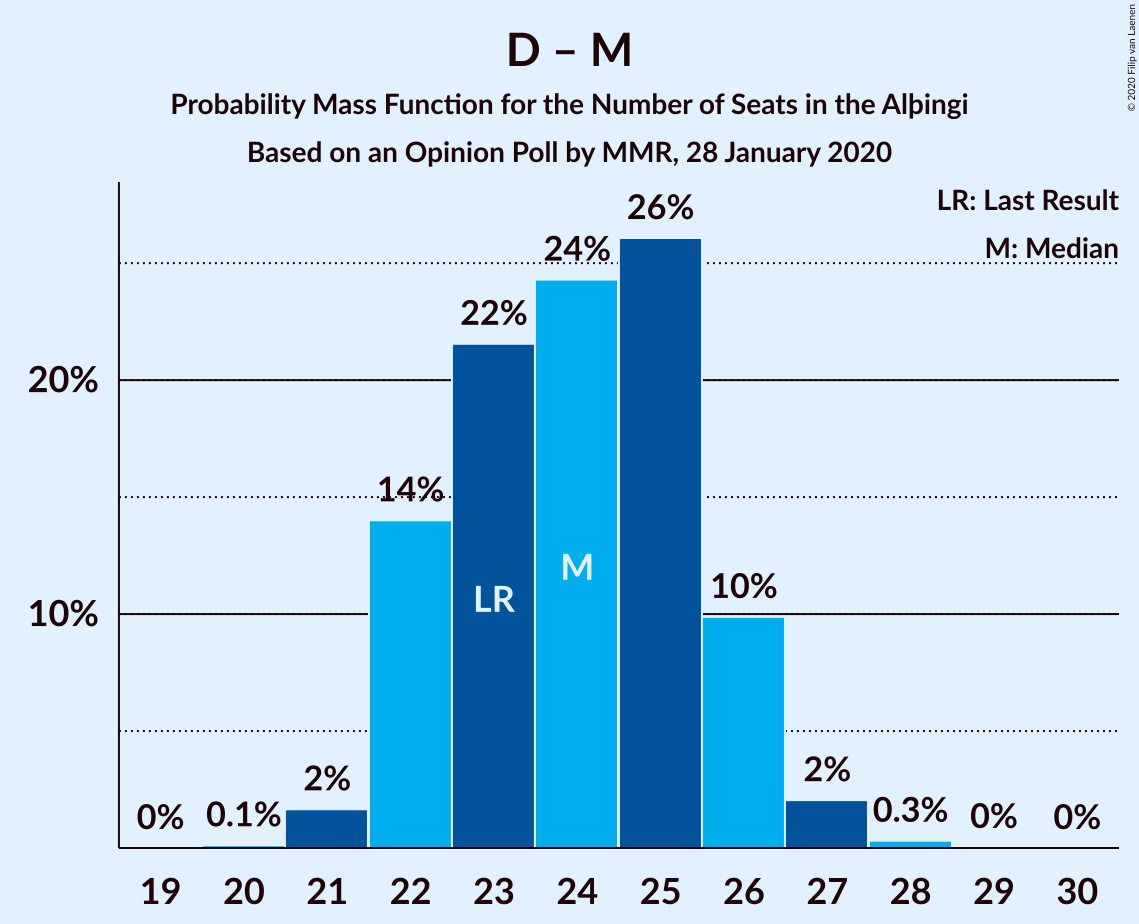 D – M
Probability Mass Function for the Number of Seats in the Alþingi
Based on an Opinion Poll by MMR, 28 January 2020
© 2020 Filip van Laenen
LR: Last Result
M: Median
20%
10%
0%
0.1%
2%
14%
22%
24%
26%
10%
2%
0.3%
0%
0%
LR
M
19 20 21 22 23 24 25 26 27 28 29 30